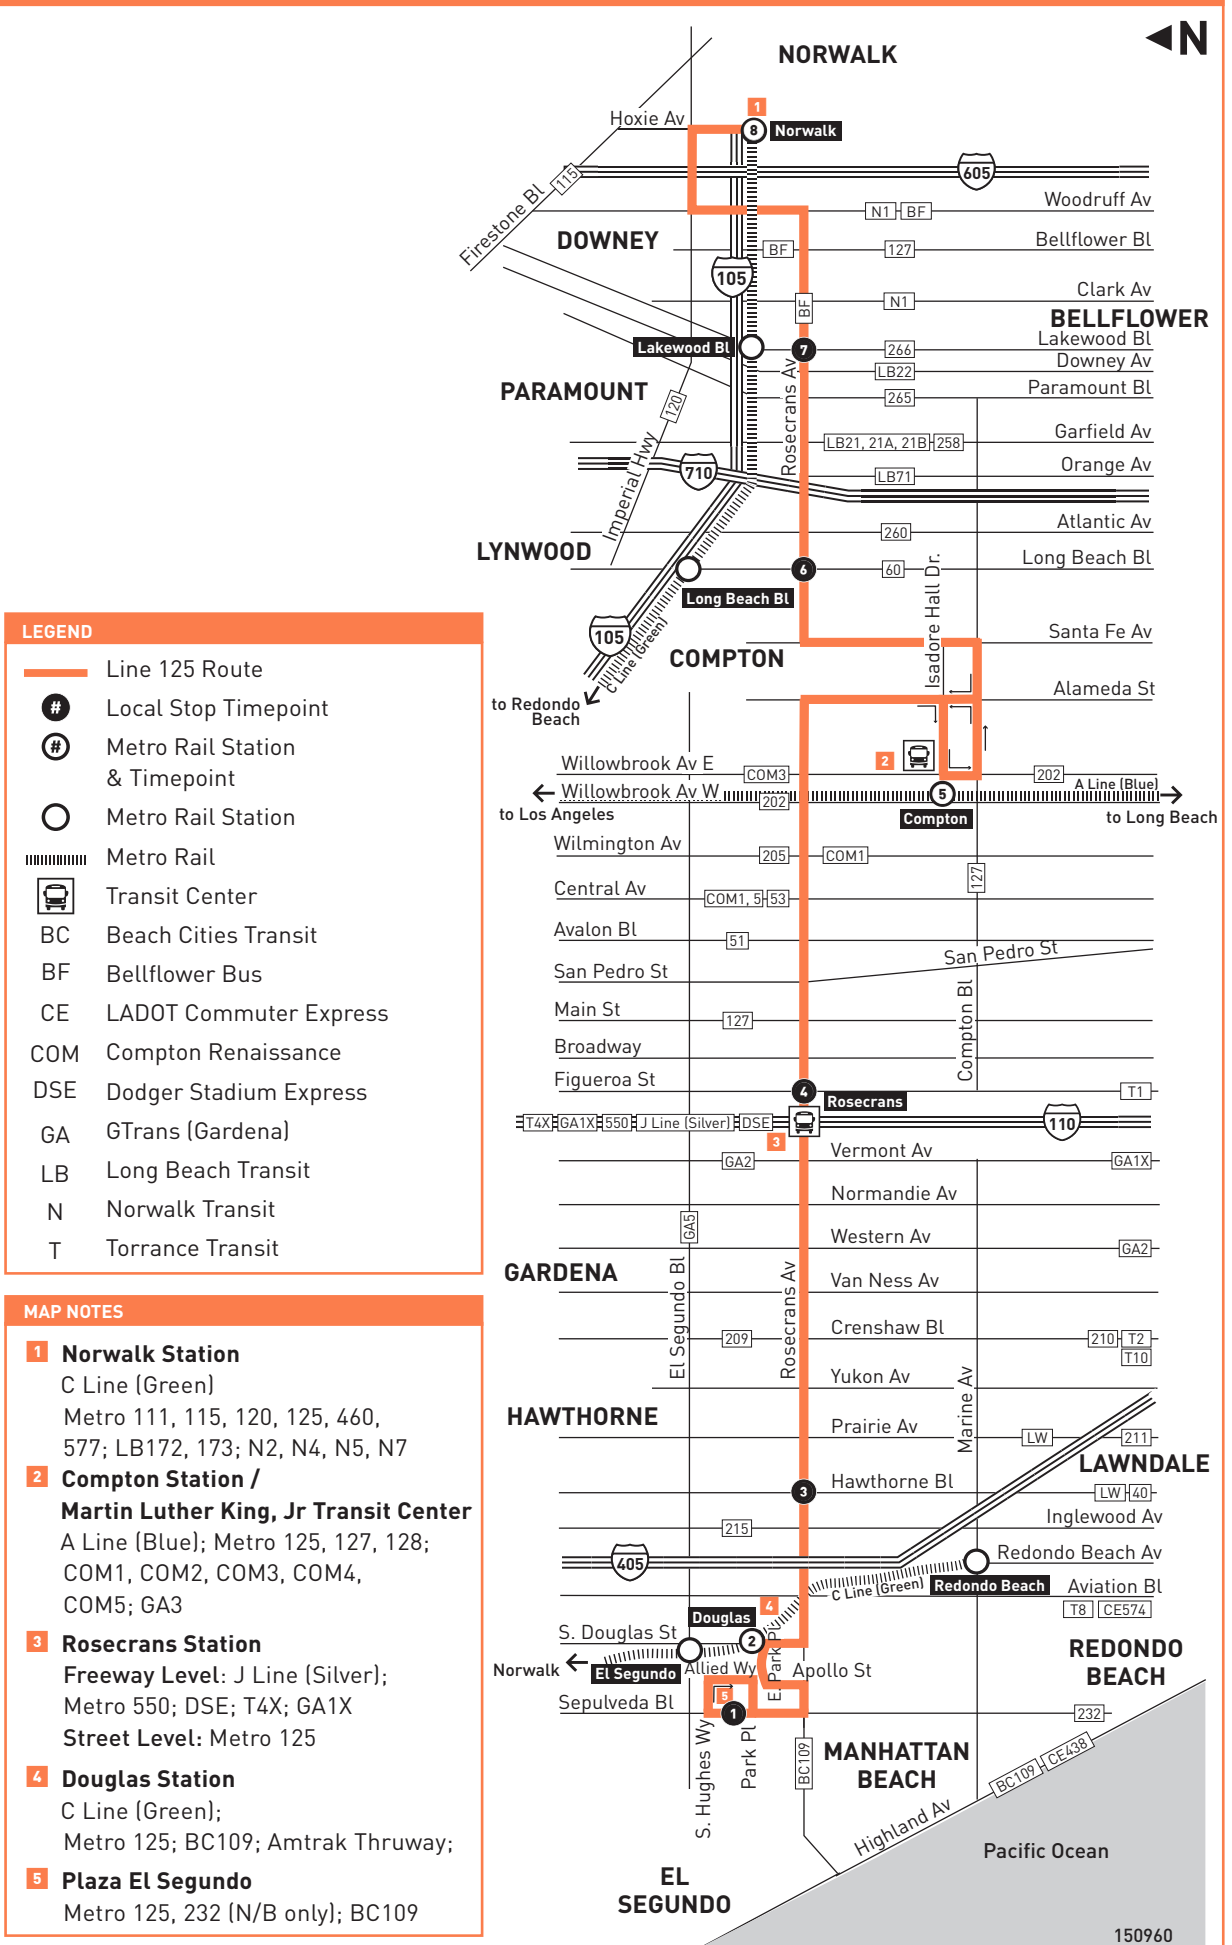 N
NORWALK
1
Hoxie Av
8
Norwalk
605
115
Woodruff Av
N1
BF
Firestone Bl
DOWNEY
Bellflower Bl
BF
127
105
Clark Av
N1
BF
BELLFLOWER
Lakewood Bl
Lakewood Bl
7
266
Downey Av
LB22
PARAMOUNT
Paramount Bl
265
120
Rosecrans Av
Garfield Av
LB21, 21A, 21B
258
Imperial Hwy
710
Orange Av
LB71
Atlantic Av
260
LYNWOOD
Long Beach Bl
6
60
Long Beach Bl
Isadore Hall Dr.
105
C Line (Green)
Santa Fe Av
COMPTON
Alameda St
to Redondo
Beach
2
Willowbrook Av E
COM3
202
Willowbrook Av W
202
5
A Line (Blue)
to Los Angeles
Compton
to Long Beach
Wilmington Av
205
COM1
127
Central Av
COM1, 5
53
Avalon Bl
51
San Pedro St
San Pedro St
Main St
127
Compton Bl
Broadway
Figueroa St
4
T1
Rosecrans
T4X
GA1X
550
J Line (Silver)
DSE
110
3
Vermont Av
GA2
GA1X
Normandie Av
GA5
Western Av
GA2
GARDENA
El Segundo Bl
Rosecrans Av
Van Ness Av
Crenshaw Bl
209
210
T2
T10
Yukon Av
Marine Av
HAWTHORNE
Prairie Av
LW
211
LAWNDALE
Hawthorne Bl
3
LW
40
Inglewood Av
215
405
Redondo Beach Av
C Line (Green)
Redondo Beach
Aviation Bl
T8
CE574
4
Douglas
S. Douglas St
2
E. Park Pl
REDONDO
BEACH
Norwalk
El Segundo
Allied Wy
Apollo St
5
Sepulveda Bl
1
232
S. Hughes Wy
Park Pl
BC109
MANHATTAN
BEACH
BC109
CE438
Highland Av
Pacific Ocean
EL
SEGUNDO
150960
LEGEND
Line 125 Route
# Local Stop Timepoint
# Metro Rail Station
& Timepoint
Metro Rail Station
Metro Rail
Transit Center
BC Beach Cities Transit
BF Bellflower Bus
CE LADOT Commuter Express
COM Compton Renaissance
DSE Dodger Stadium Express
GA GTrans (Gardena)
LB Long Beach Transit
N Norwalk Transit
T Torrance Transit
MAP NOTES
1 Norwalk Station
C Line (Green)
Metro 111, 115, 120, 125, 460,
577; LB172, 173; N2, N4, N5, N7
2 Compton Station /
Martin Luther King, Jr Transit Center
A Line (Blue); Metro 125, 127, 128;
COM1, COM2, COM3, COM4,
COM5; GA3
3 Rosecrans Station
Freeway Level: J Line (Silver);
Metro 550; DSE; T4X; GA1X
Street Level: Metro 125
4 Douglas Station
C Line (Green);
Metro 125; BC109; Amtrak Thruway;
5 Plaza El Segundo
Metro 125, 232 (N/B only); BC109